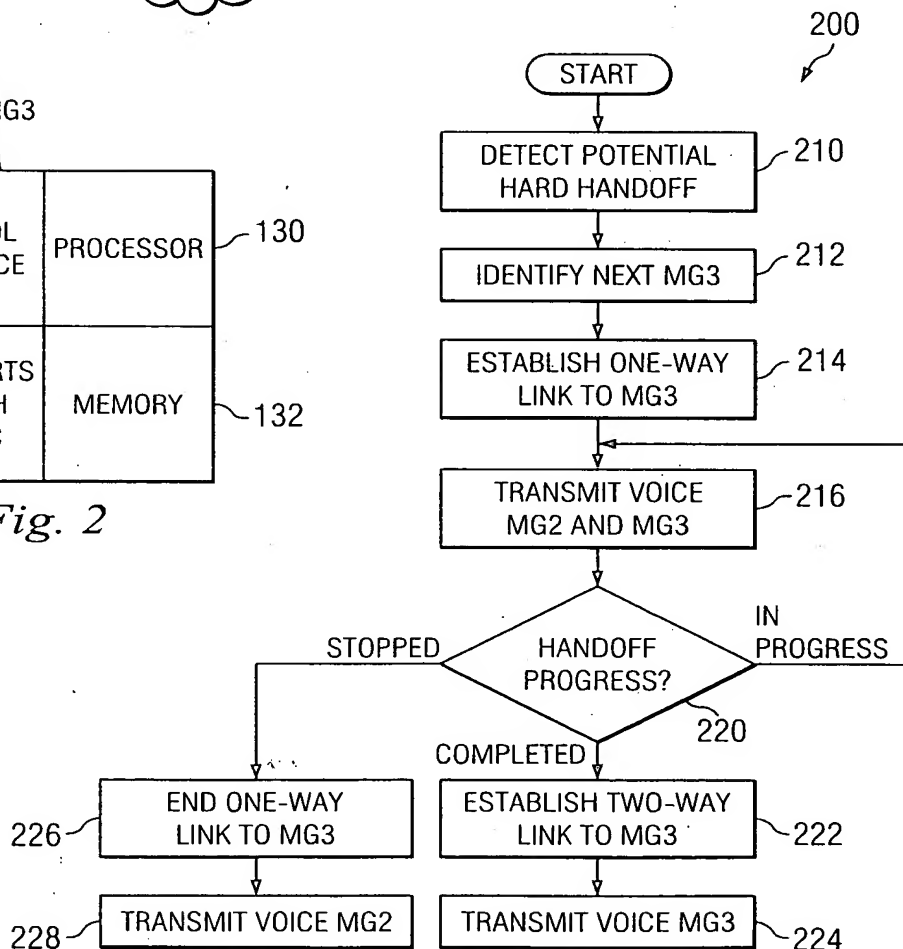 200
START
DETECT POTENTIAL
HARD HANDOFF
210
IDENTIFY NEXT MG3
212
ESTABLISH ONE-WAY
LINK TO MG3
214
TRANSMIT VOICE
MG2 AND MG3
216
HANDOFF
PROGRESS?
220
STOPPED
IN
PROGRESS
COMPLETED
END ONE-WAY
LINK TO MG3
226
ESTABLISH TWO-WAY
LINK TO MG3
222
TRANSMIT VOICE MG2
228
TRANSMIT VOICE MG3
224
PROCESSOR
130
MEMORY
132
Fig. 2